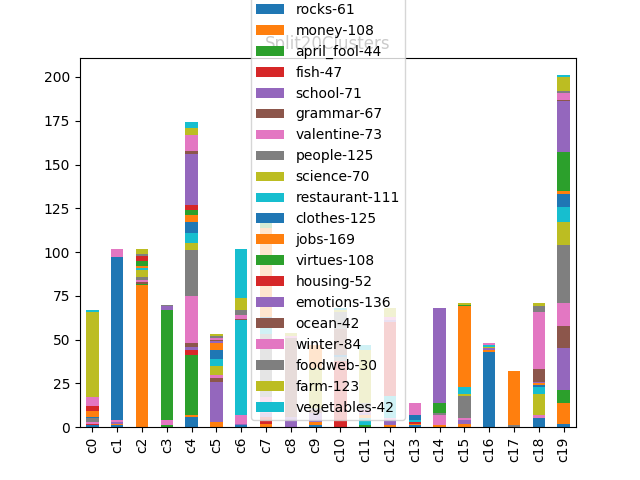 Split20Clusters
rocks-61
money-108
april_fool-44
fish-47
school-71
grammar-67
valentine-73
people-125
science-70
restaurant-111
clothes-125
jobs-169
virtues-108
housing-52
emotions-136
ocean-42
winter-84
foodweb-30
farm-123
vegetables-42
200
175
150
125
100
75
50
25
0
c0 c1 c2 c3 c4 c5 c6 c7 c8 c9 c10 c11 c12 c13 c14 c15 c16 c17 c18 c19